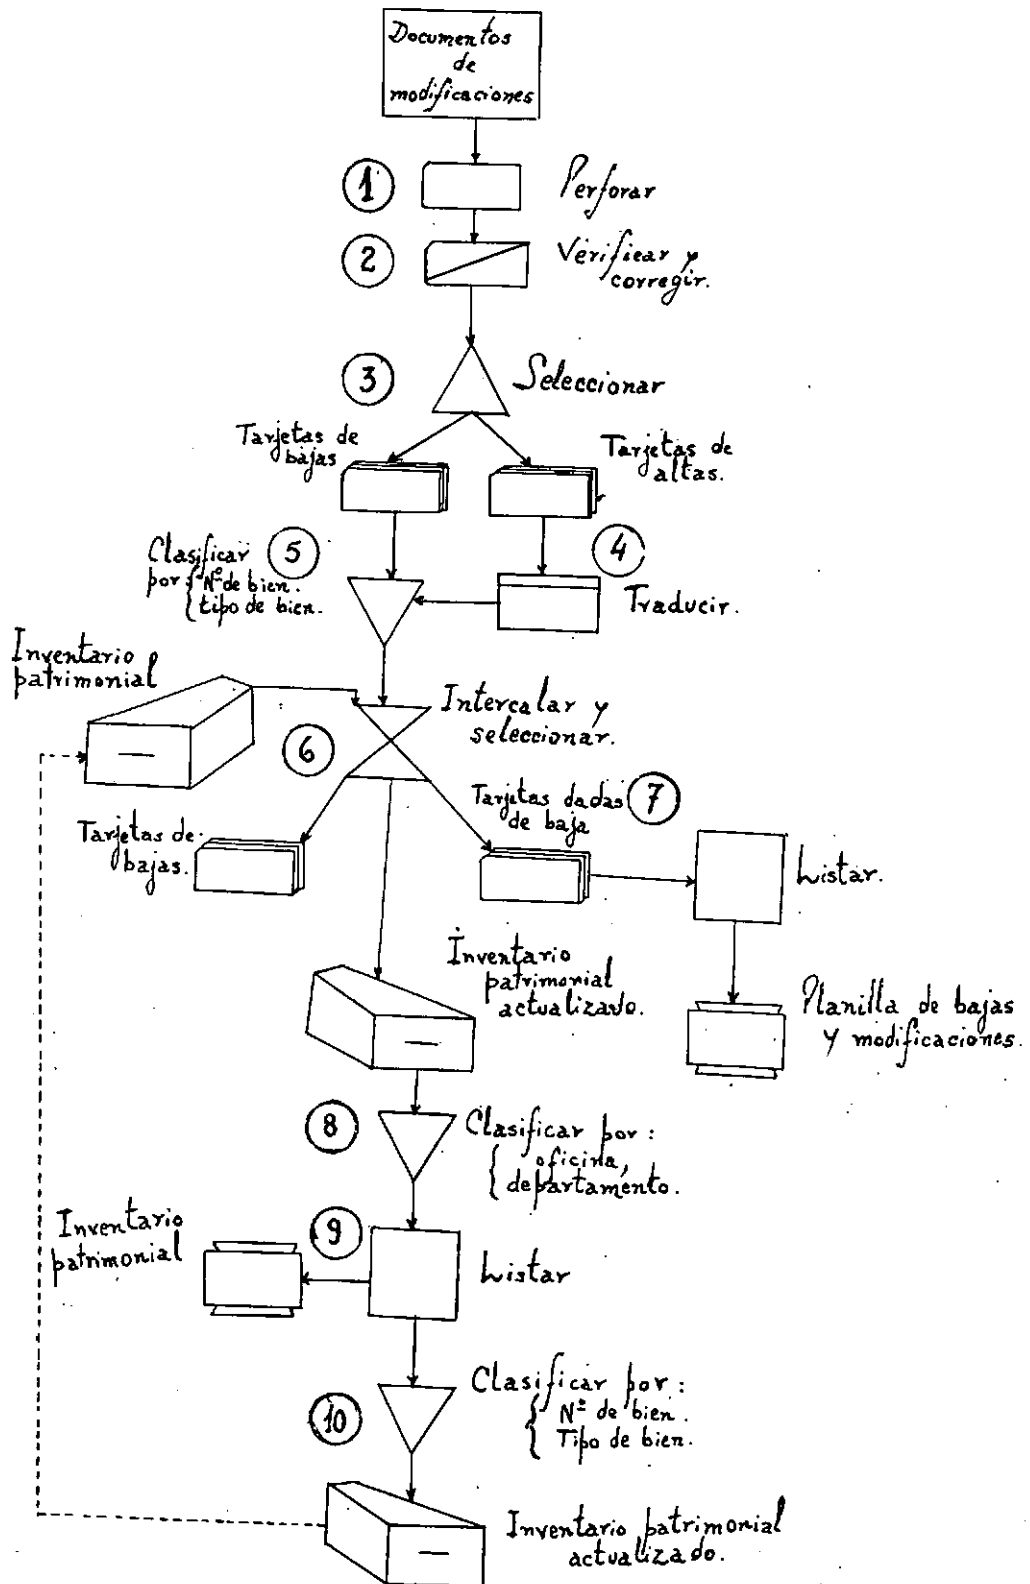 Documentos
de
modificaciones
1
Perforar
2
Verificar y
corregir.
3
Seleccionar
Tarjetas de
bajas
Tarjetas de
altas.
5
Clasificar
por: { Nº de bien.
tipo de bien.
4
Traducir.
Inventario
patrimonial
6
Intercalar y
seleccionar.
Tarjetas de
bajas.
Tarjetas dadas
de baja
7
Listar.
Planilla de bajas
y modificaciones.
Inventario
patrimonial
actualizado.
8
Clasificar por:
{ oficina,
departamento.
Inventario
patrimonial
9
Listar
10
Clasificar por:
{ Nº de bien.
Tipo de bien.
Inventario patrimonial
actualizado.